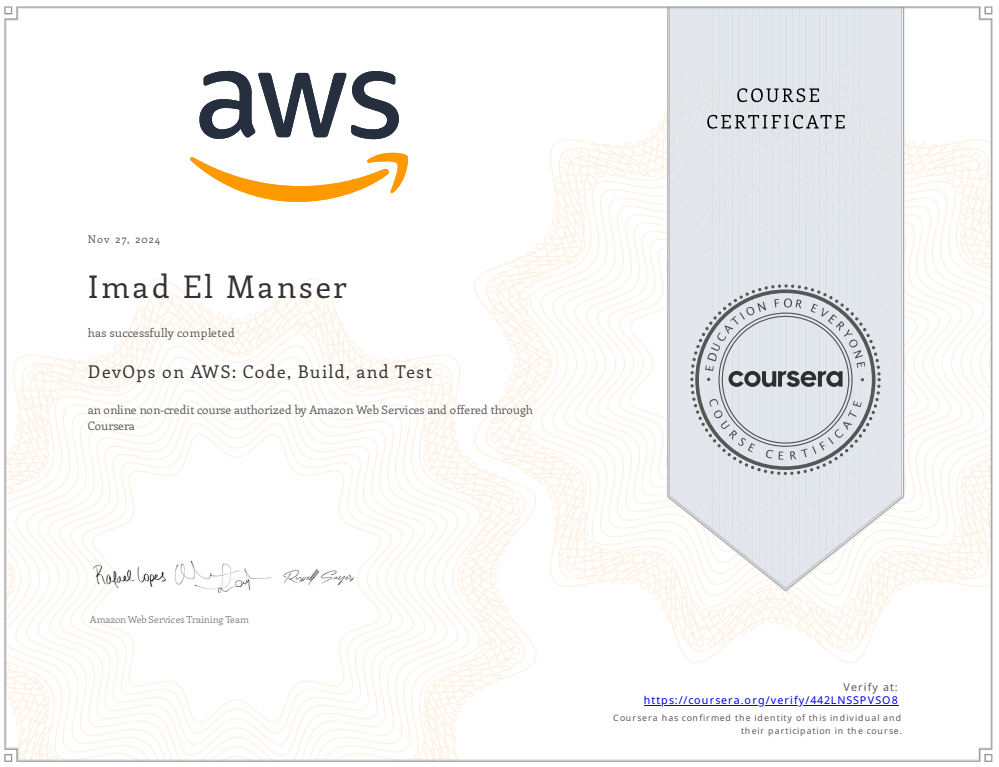 aws
COURSE
CERTIFICATE
Nov 27, 2024
Imad El Manser
has successfully completed
DevOps on AWS: Code, Build, and Test
an online non-credit course authorized by Amazon Web Services and offered through
Coursera
EDUCATION FOR EVERYONE
coursera
COURSE CERTIFICATE
Rafael Lopes
Russell Sayers
Amazon Web Services Training Team
Verify at:
https://coursera.org/verify/442LNSSPVSO8
Coursera has confirmed the identity of this individual and
their participation in the course.